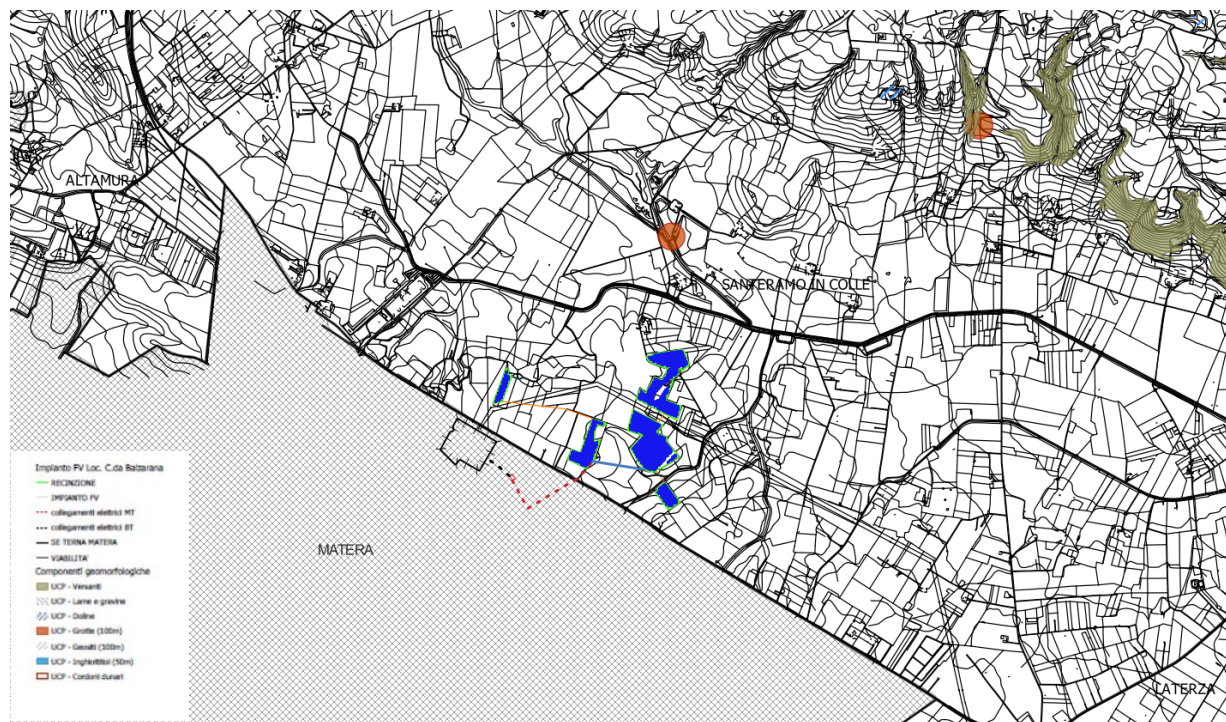 ALTAMURA
SANTERAMO IN COLLE
MATERA
LATERZA
Impianto FV Loc. C.da Balzarana
RECINZIONE
IMPIANTO FV
collegamenti elettrici MT
collegamenti elettrici BT
SE TERNA MATERA
VIABILITA'
Componenti geomorfologiche
UCP - Versanti
UCP - Lame e gravine
UCP - Doline
UCP - Grotte (100m)
UCP - Geositi (100m)
UCP - Inghiottitoi (50m)
UCP - Cordoni dunari